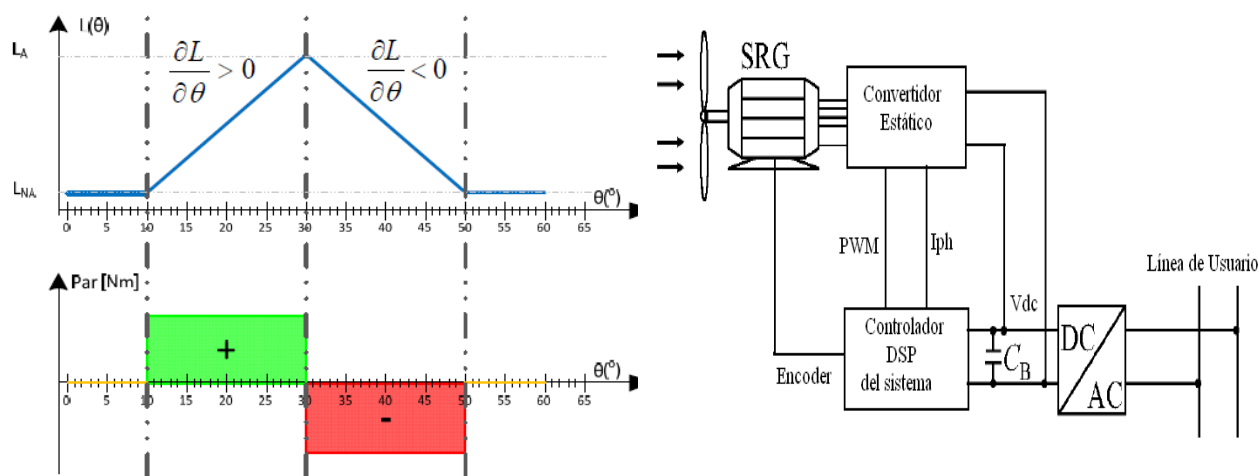 L(θ)
L_A
∂L/∂θ > 0
∂L/∂θ < 0
L_NA
θ(º)
0 5 10 15 20 25 30 35 40 45 50 55 60 65
Par [Nm]
+
θ(º)
0 5 10 15 20 25 30 35 40 45 50 55 60 65
-
SRG
Convertidor
Estático
PWM
Iph
Línea de Usuario
Vdc
Controlador
DSP
del sistema
Encoder
C_B
DC
AC